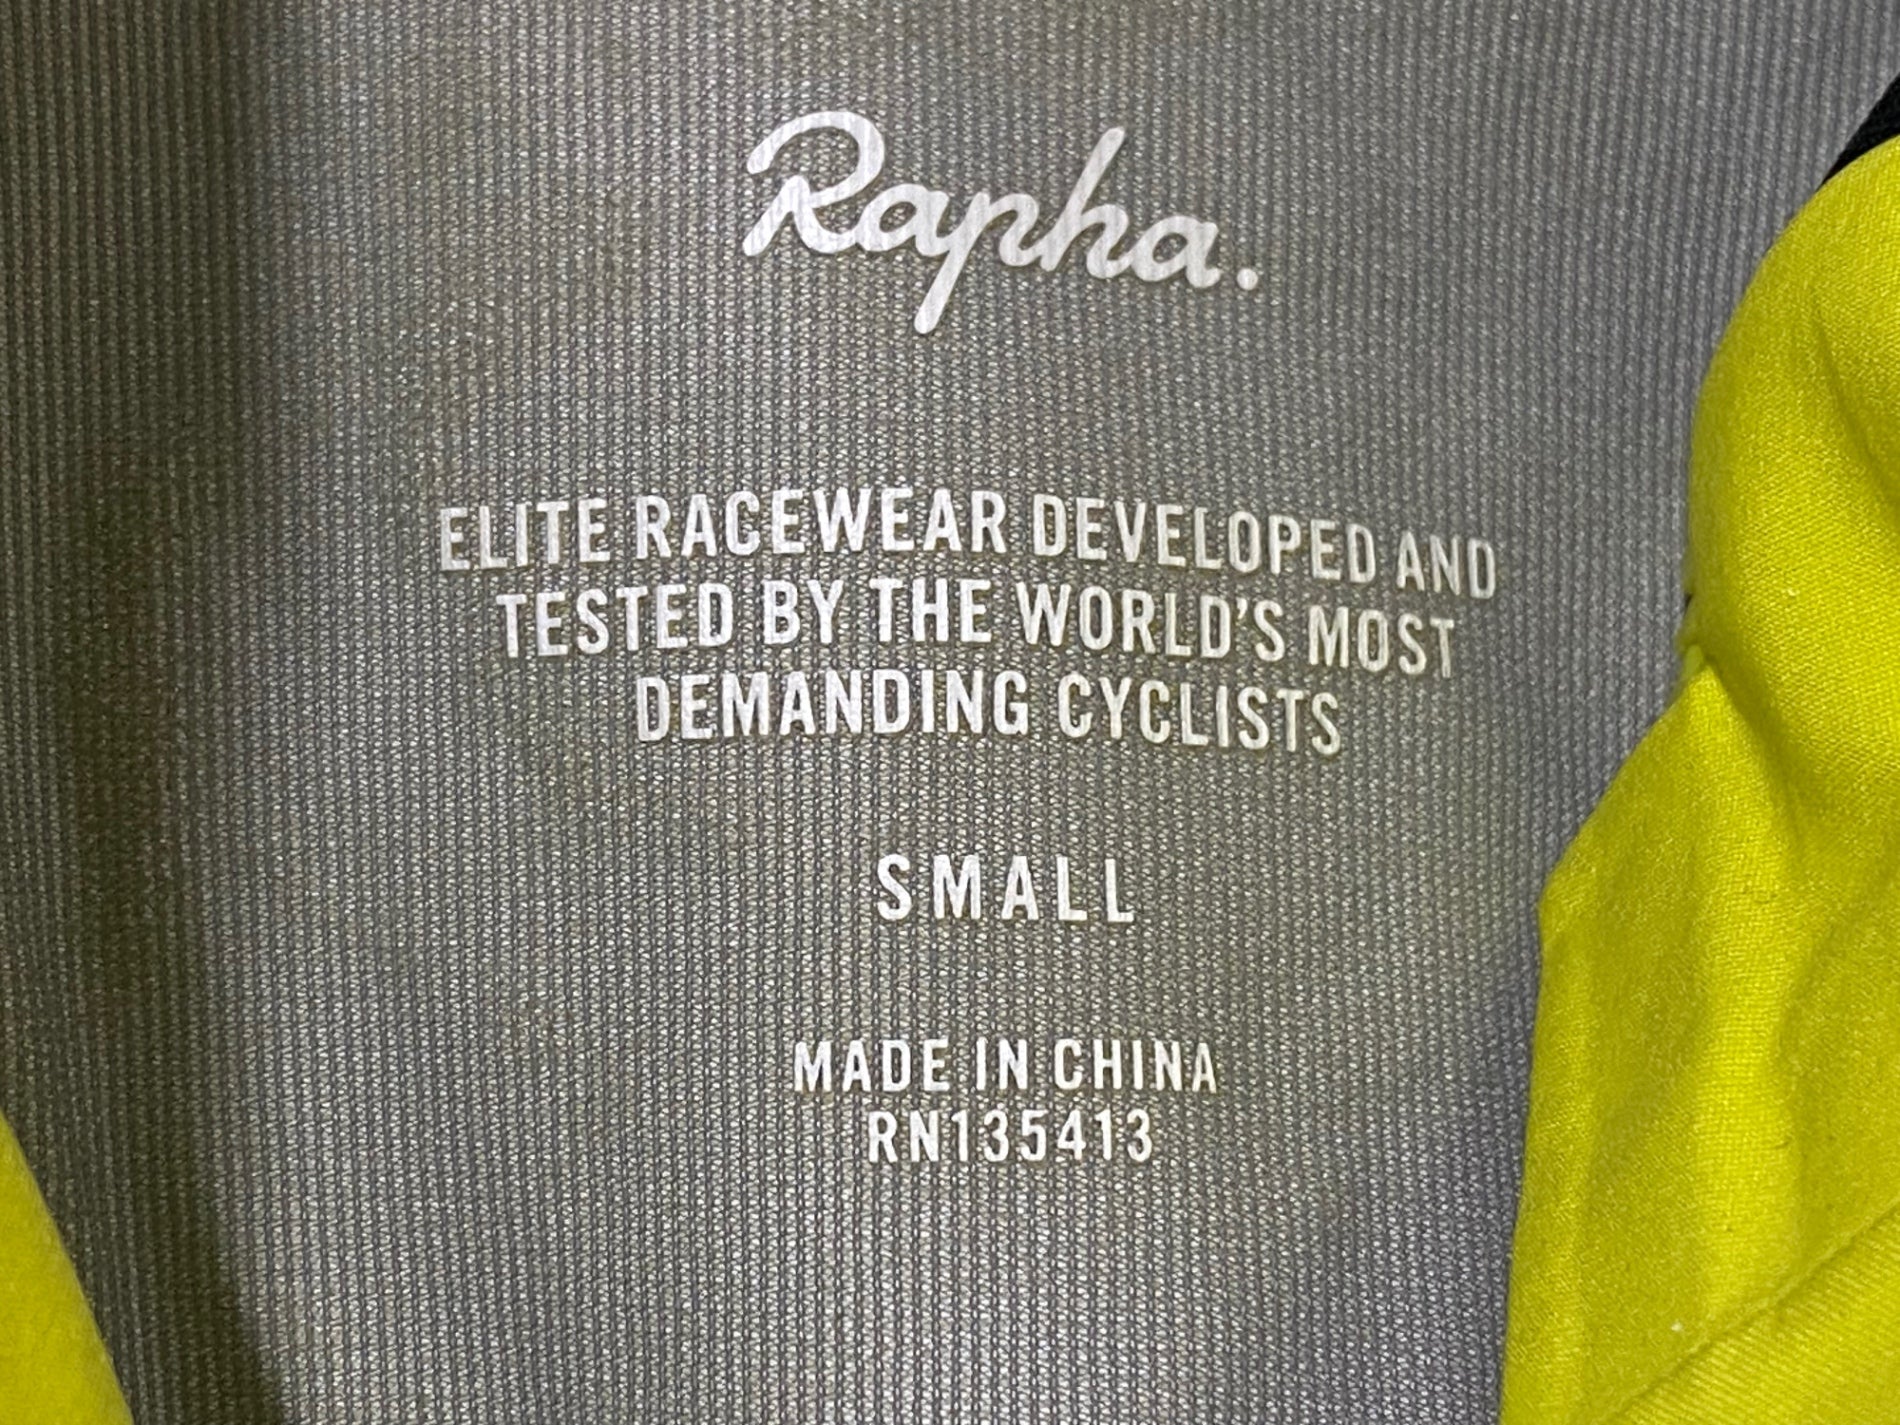 Rapha.
ELITE RACEWEAR DEVELOPED AND
TESTED BY THE WORLD'S MOST
DEMANDING CYCLISTS
SMALL
MADE IN CHINA
RN135413